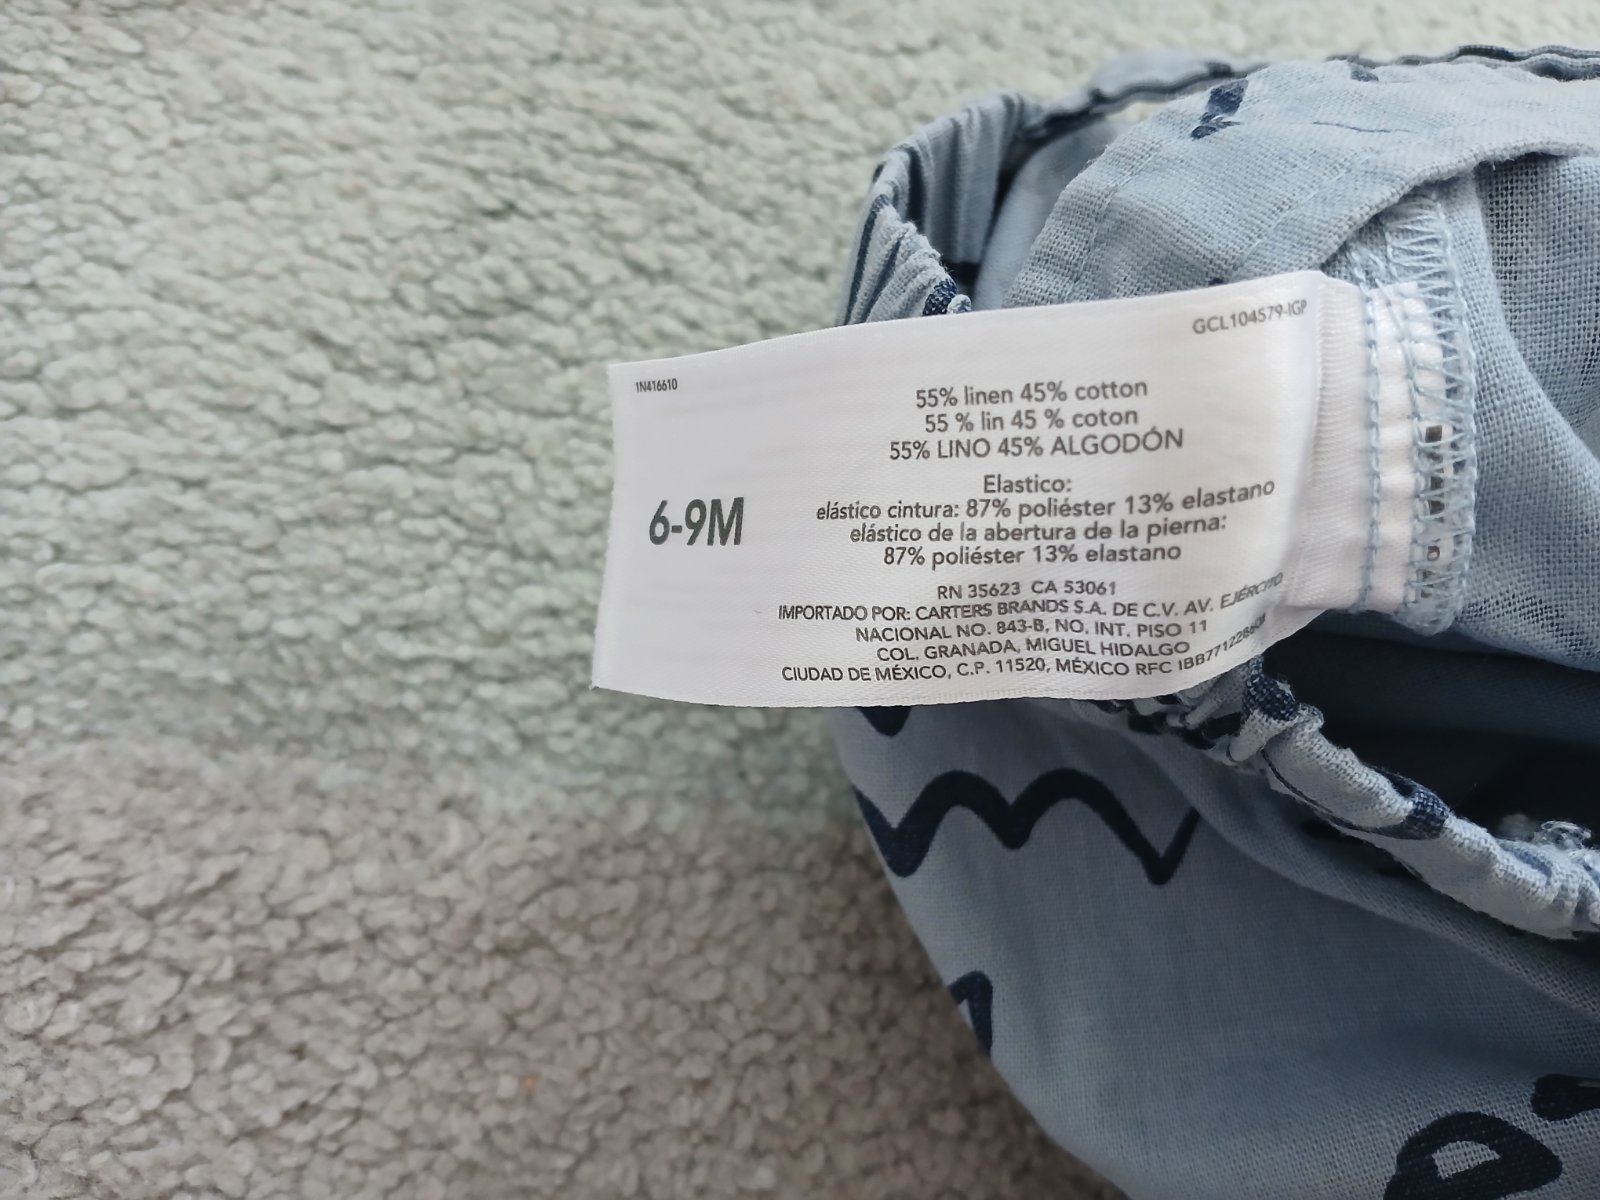 GCL104579-IGP
1N416610
55% linen 45% cotton
55 % lin 45 % coton
55% LINO 45% ALGODÓN
6-9M
Elastico:
elástico cintura: 87% poliéster 13% elastano
elástico de la abertura de la pierna:
87% poliéster 13% elastano
RN 35623 CA 53061
IMPORTADO POR: CARTERS BRANDS S.A. DE C.V. AV. EJÉRCITO
NACIONAL NO. 843-B, NO. INT. PISO 11
COL. GRANADA, MIGUEL HIDALGO
CIUDAD DE MÉXICO, C.P. 11520, MÉXICO RFC